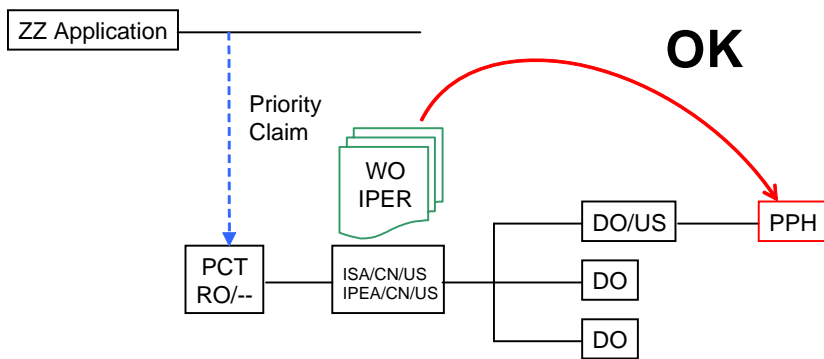 ZZ Application
OK
Priority
Claim
WO
IPER
DO/US
PPH
PCT
RO/--
ISA/CN/US
IPEA/CN/US
DO
DO